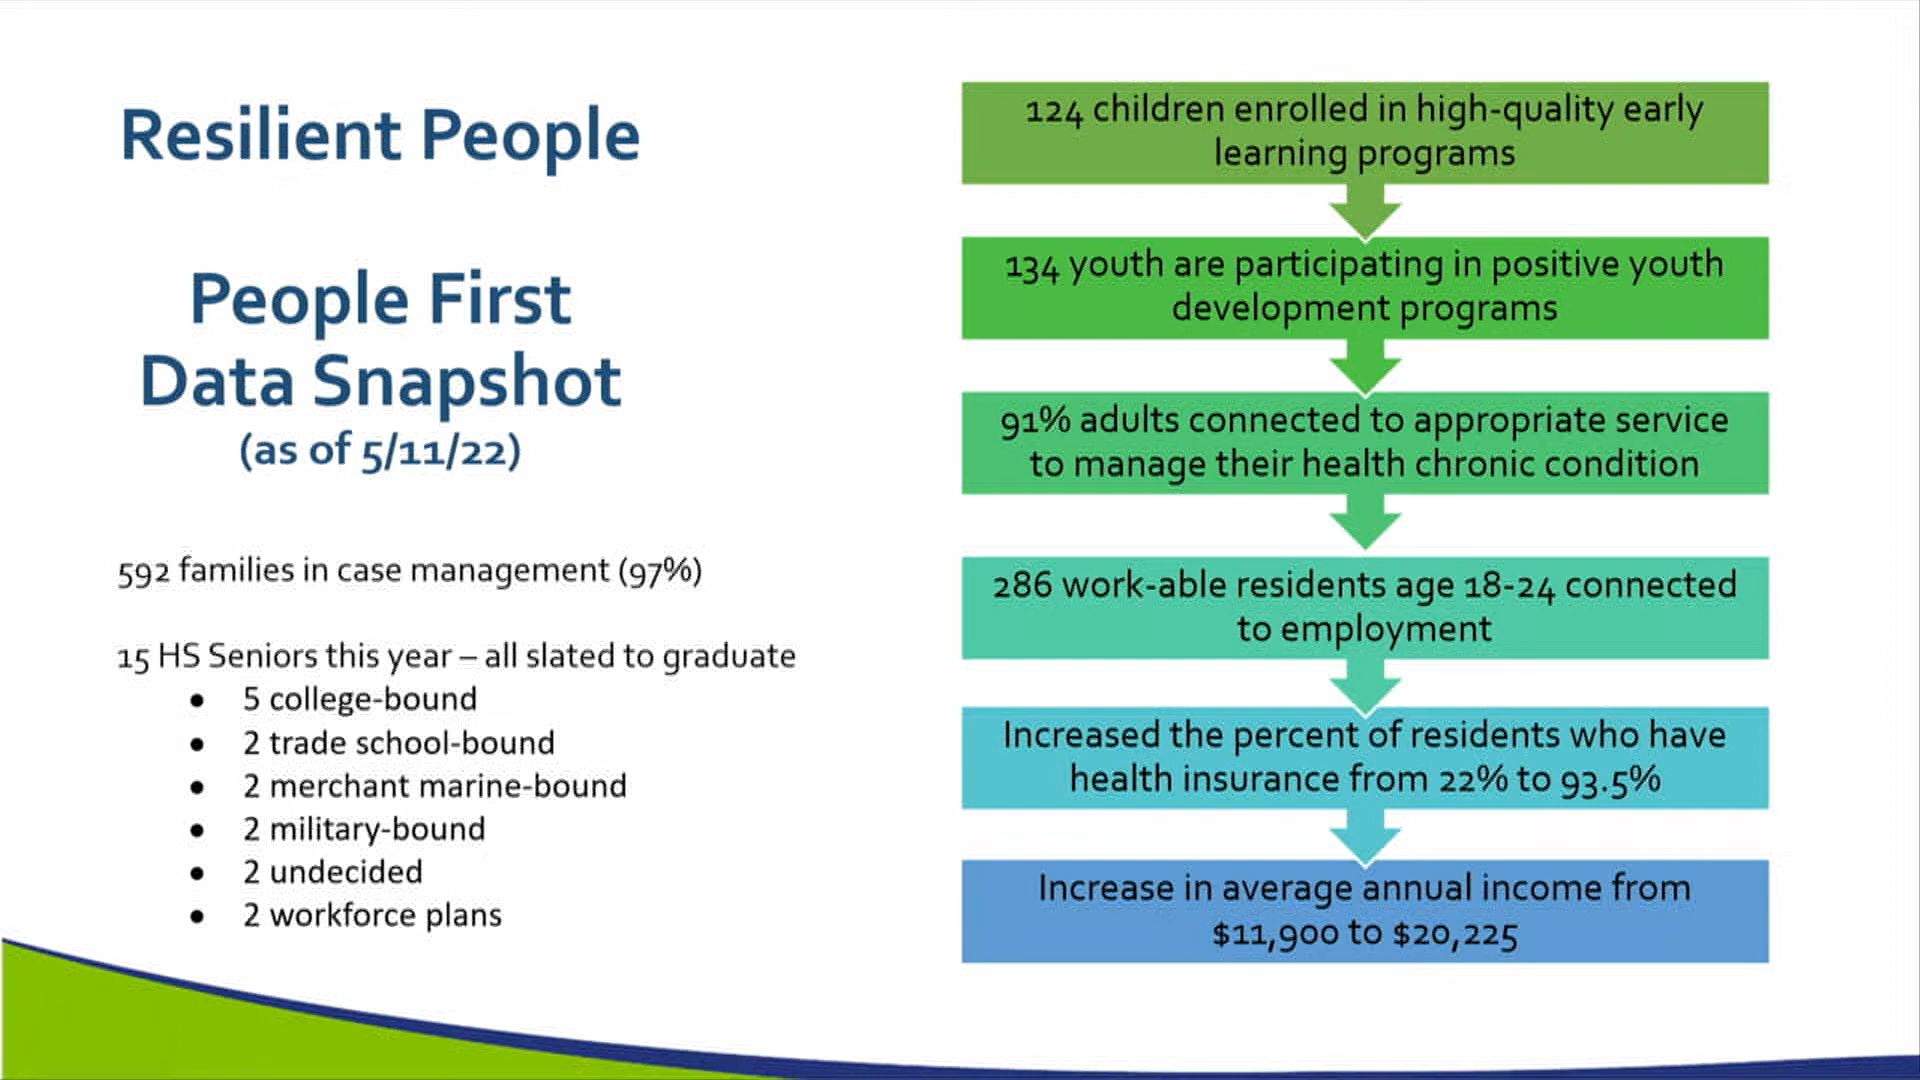 Resilient People
People First
Data Snapshot
(as of 5/11/22)
592 families in case management (97%)
15 HS Seniors this year – all slated to graduate
• 5 college-bound
• 2 trade school-bound
• 2 merchant marine-bound
• 2 military-bound
• 2 undecided
• 2 workforce plans
124 children enrolled in high-quality early
learning programs
134 youth are participating in positive youth
development programs
91% adults connected to appropriate service
to manage their health chronic condition
286 work-able residents age 18-24 connected
to employment
Increased the percent of residents who have
health insurance from 22% to 93.5%
Increase in average annual income from
$11,900 to $20,225